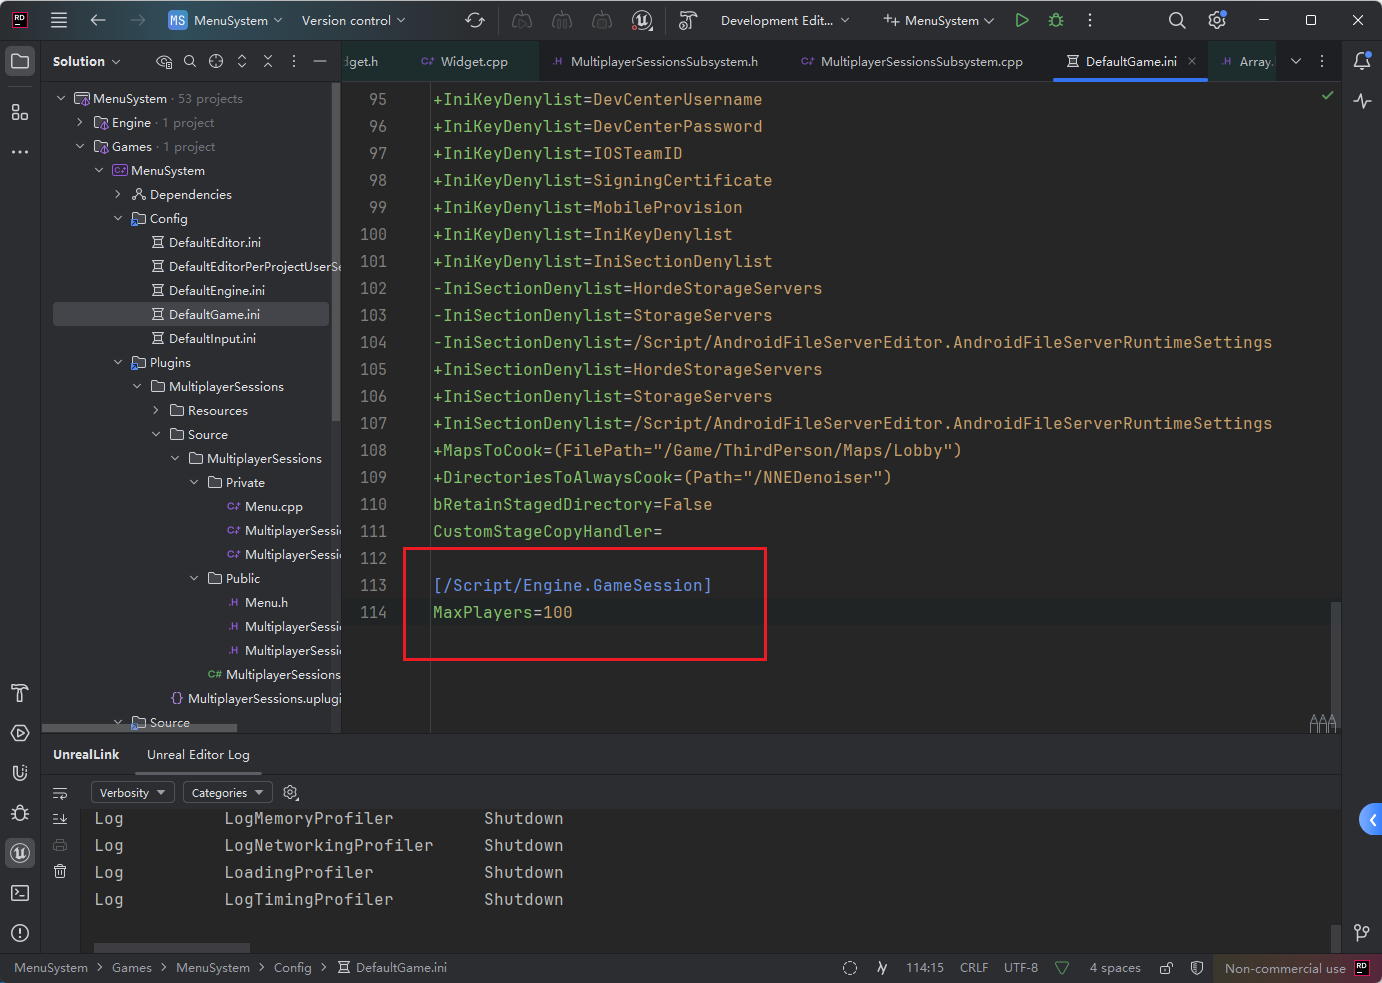 RD
MS MenuSystem
Version control
Development Edit...
MenuSystem
Solution
dget.h
C+ Widget.cpp
.H MultiplayerSessionsSubsystem.h
C+ MultiplayerSessionsSubsystem.cpp
DefaultGame.ini
.H Array.
MenuSystem · 53 projects
Engine · 1 project
Games · 1 project
MenuSystem
Dependencies
Config
DefaultEditor.ini
DefaultEditorPerProjectUserSe
DefaultEngine.ini
DefaultGame.ini
DefaultInput.ini
Plugins
MultiplayerSessions
Resources
Source
MultiplayerSessions
Private
C+ Menu.cpp
C+ MultiplayerSessi
C+ MultiplayerSessi
Public
.H Menu.h
.H MultiplayerSessi
.H MultiplayerSessi
C# MultiplayerSessions
{} MultiplayerSessions.uplugi
Source
95 +IniKeyDenylist=DevCenterUsername
96 +IniKeyDenylist=DevCenterPassword
97 +IniKeyDenylist=IOSTeamID
98 +IniKeyDenylist=SigningCertificate
99 +IniKeyDenylist=MobileProvision
100 +IniKeyDenylist=IniKeyDenylist
101 +IniKeyDenylist=IniSectionDenylist
102 -IniSectionDenylist=HordeStorageServers
103 -IniSectionDenylist=StorageServers
104 -IniSectionDenylist=/Script/AndroidFileServerEditor.AndroidFileServerRuntimeSettings
105 +IniSectionDenylist=HordeStorageServers
106 +IniSectionDenylist=StorageServers
107 +IniSectionDenylist=/Script/AndroidFileServerEditor.AndroidFileServerRuntimeSettings
108 +MapsToCook=(FilePath="/Game/ThirdPerson/Maps/Lobby")
109 +DirectoriesToAlwaysCook=(Path="/NNEDenoiser")
110 bRetainStagedDirectory=False
111 CustomStageCopyHandler=
112
113 [/Script/Engine.GameSession]
114 MaxPlayers=100
UnrealLink
Unreal Editor Log
Verbosity
Categories
Log LogMemoryProfiler Shutdown
Log LogNetworkingProfiler Shutdown
Log LoadingProfiler Shutdown
Log LogTimingProfiler Shutdown
MenuSystem > Games > MenuSystem > Config > DefaultGame.ini
114:15
CRLF
UTF-8
4 spaces
Non-commercial use
RD